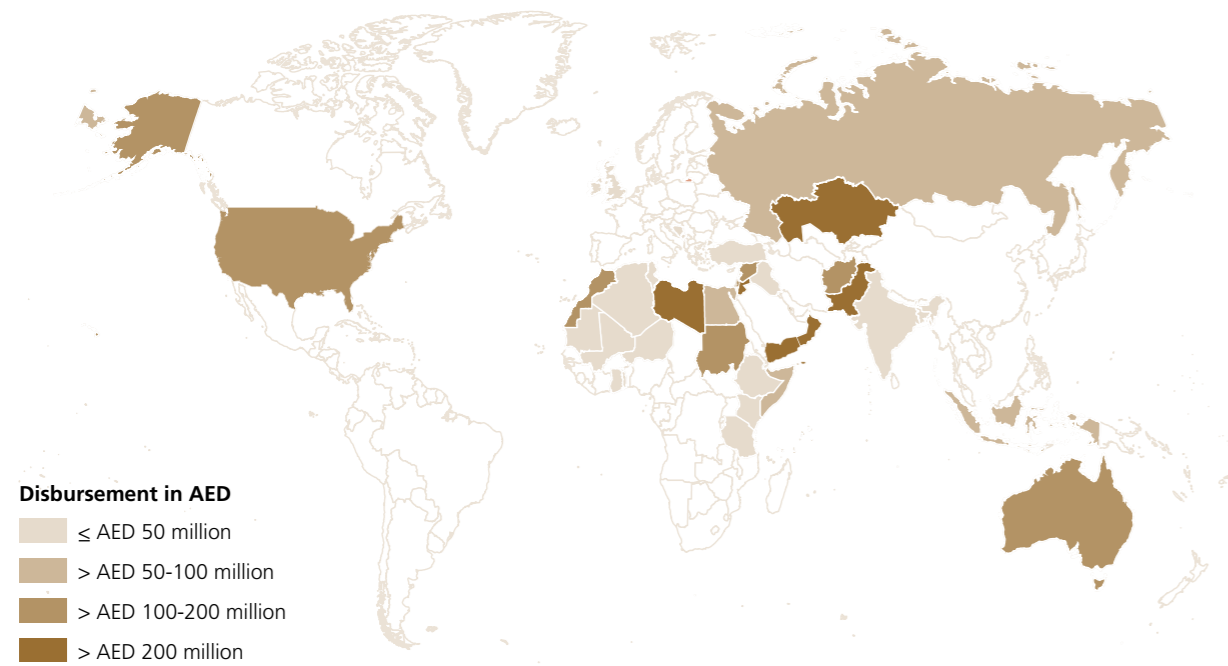 Disbursement in AED
≤ AED 50 million
> AED 50-100 million
> AED 100-200 million
> AED 200 million